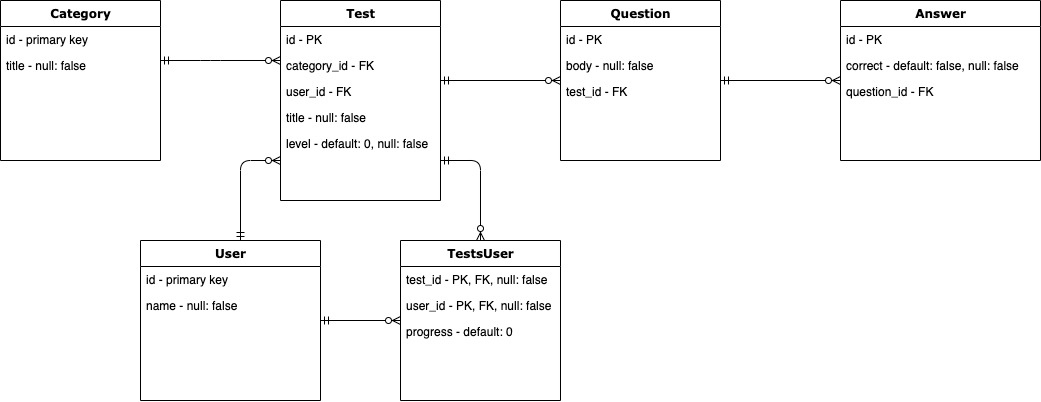 Category
id - primary key
title - null: false
Test
id - PK
category_id - FK
user_id - FK
title - null: false
level - default: 0, null: false
Question
id - PK
body - null: false
test_id - FK
Answer
id - PK
correct - default: false, null: false
question_id - FK
User
id - primary key
name - null: false
TestsUser
test_id - PK, FK, null: false
user_id - PK, FK, null: false
progress - default: 0